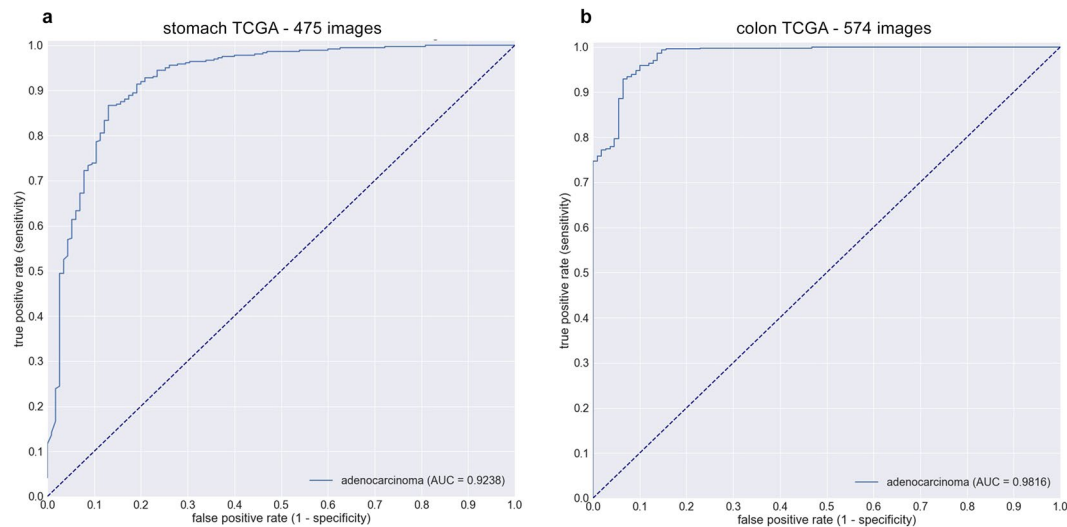 a
stomach TCGA - 475 images
true positive rate (sensitivity)
1.0
0.9
0.8
0.7
0.6
0.5
0.4
0.3
0.2
0.1
0.0
adenocarcinoma (AUC = 0.9238)
0.0 0.1 0.2 0.3 0.4 0.5 0.6 0.7 0.8 0.9 1.0
false positive rate (1 - specificity)
b
colon TCGA - 574 images
true positive rate (sensitivity)
1.0
0.9
0.8
0.7
0.6
0.5
0.4
0.3
0.2
0.1
0.0
adenocarcinoma (AUC = 0.9816)
0.0 0.1 0.2 0.3 0.4 0.5 0.6 0.7 0.8 0.9 1.0
false positive rate (1 - specificity)